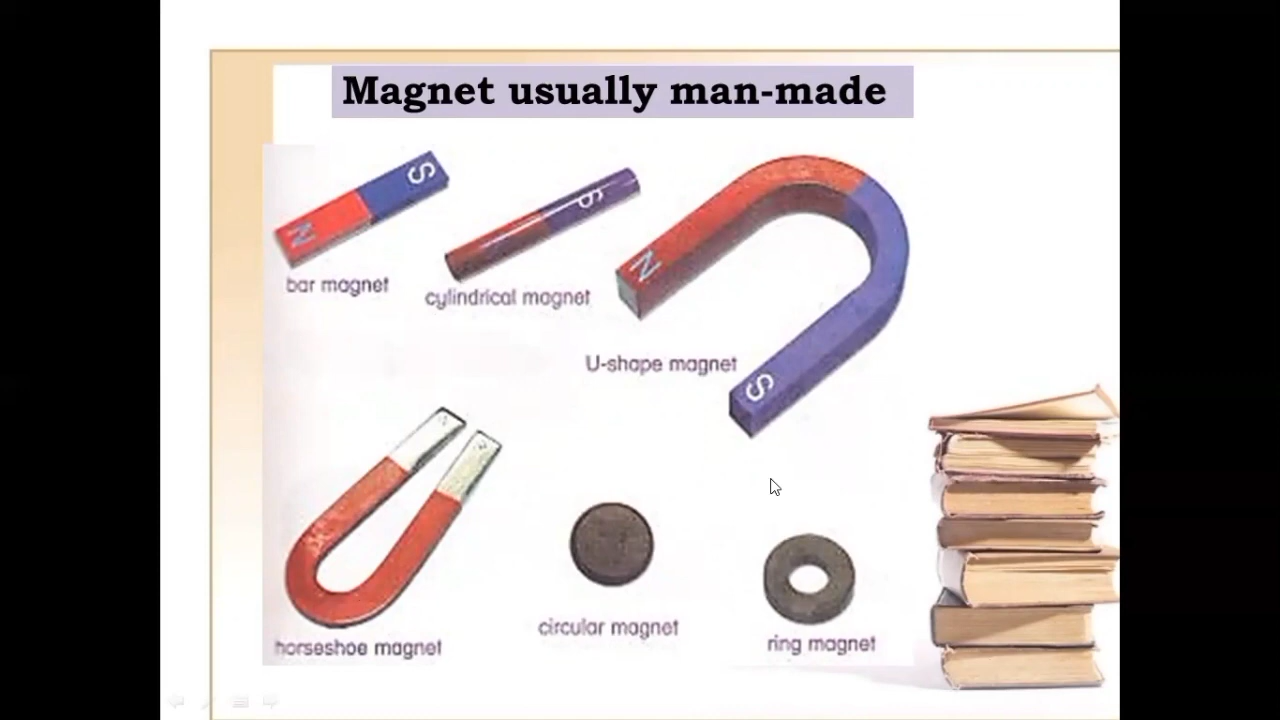 Magnet usually man-made
S
N
bar magnet
S
cylindrical magnet
N
U-shape magnet
S
horseshoe magnet
circular magnet
ring magnet